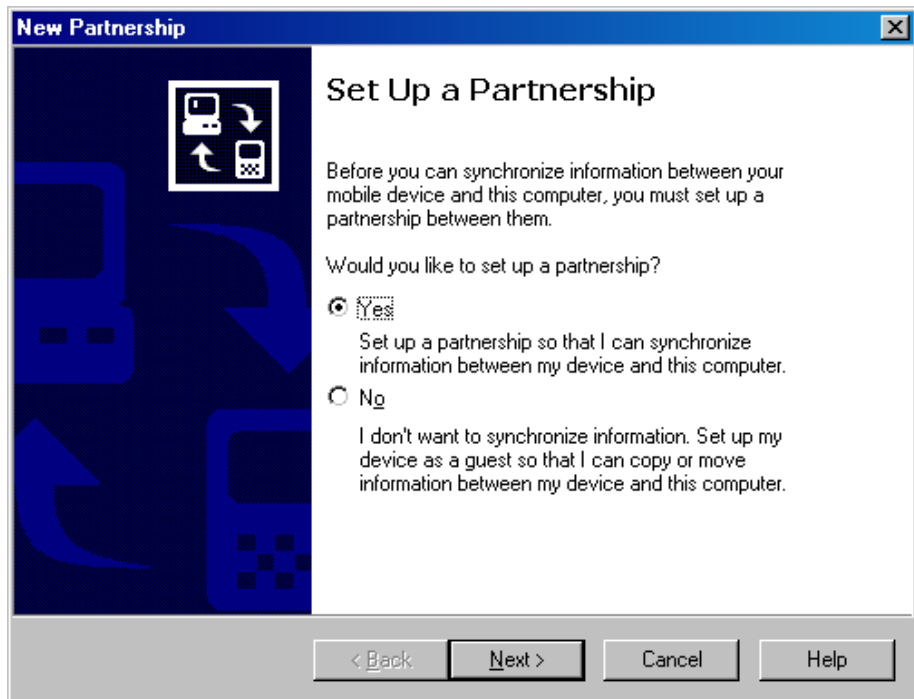 New Partnership
Set Up a Partnership
Before you can synchronize information between your
mobile device and this computer, you must set up a
partnership between them.
Would you like to set up a partnership?
Yes
Set up a partnership so that I can synchronize
information between my device and this computer.
No
I don't want to synchronize information. Set up my
device as a guest so that I can copy or move
information between my device and this computer.
< Back
Next >
Cancel
Help